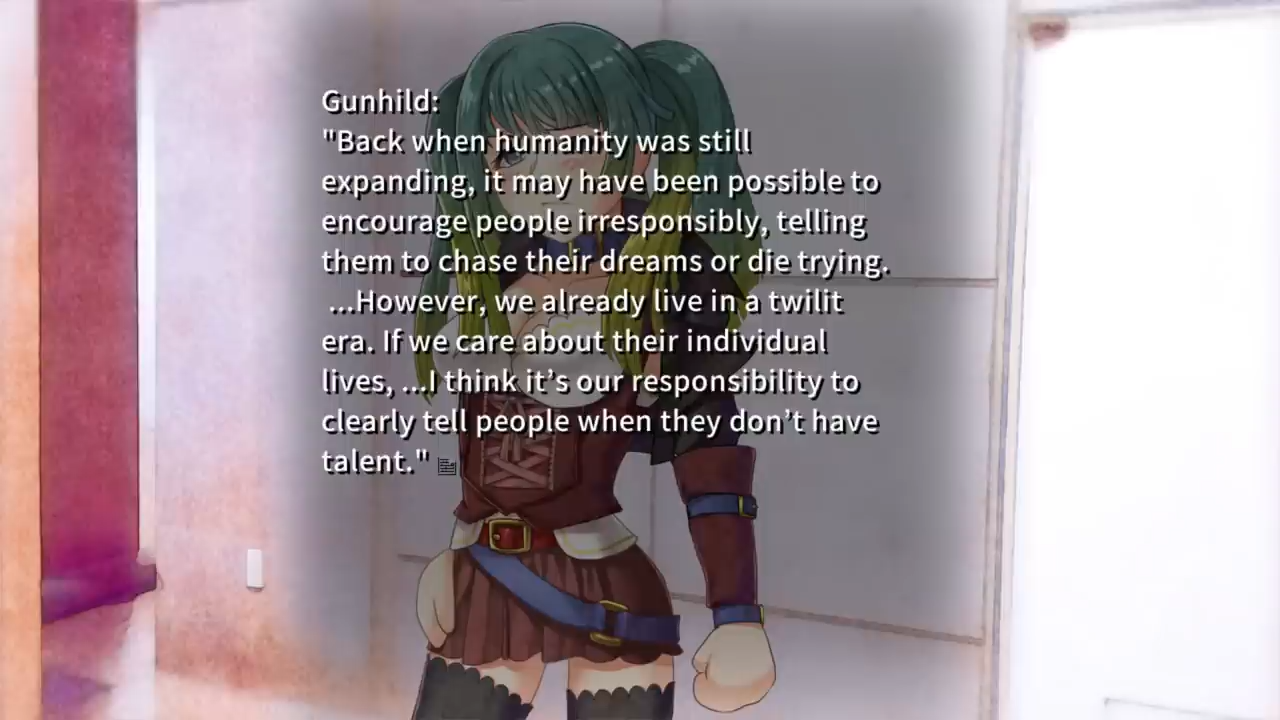 Gunhild:
"Back when humanity was still
expanding, it may have been possible to
encourage people irresponsibly, telling
them to chase their dreams or die trying.
...However, we already live in a twilit
era. If we care about their individual
lives, ...I think it’s our responsibility to
clearly tell people when they don’t have
talent."